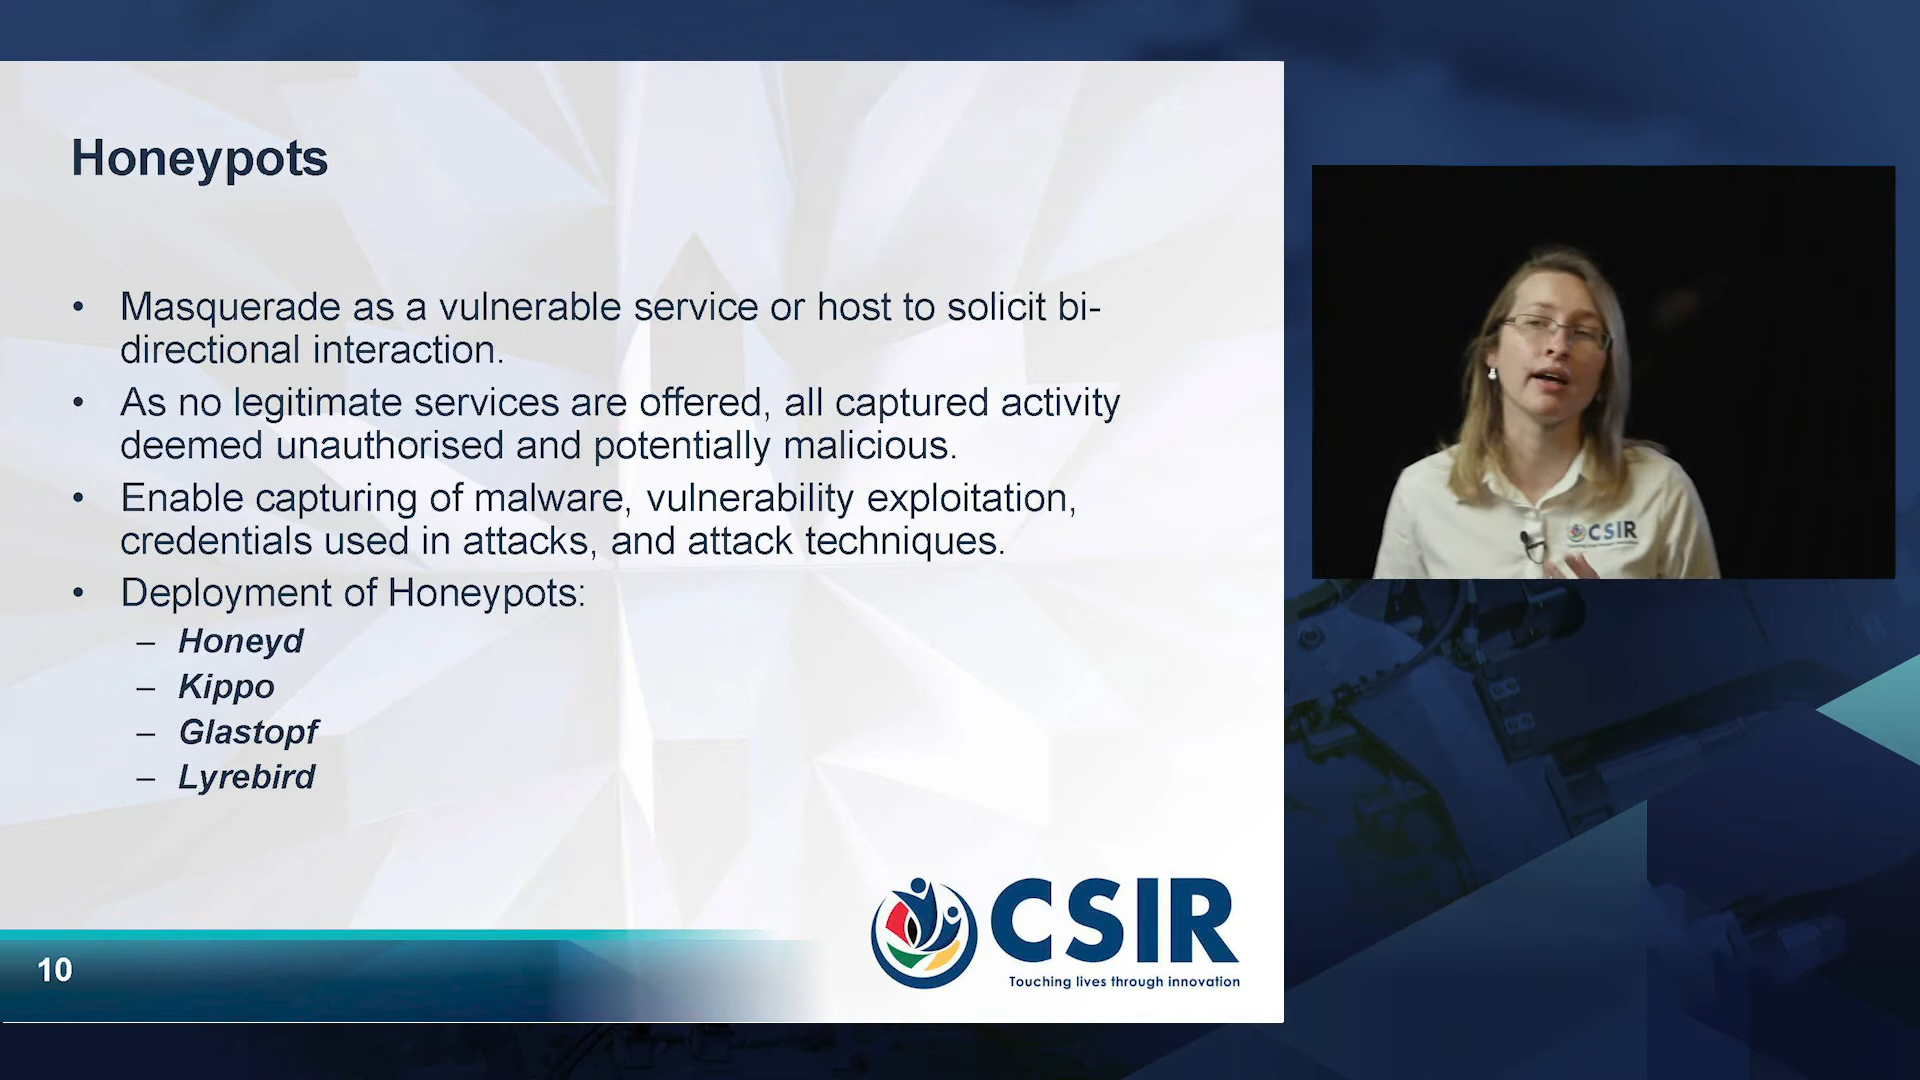 Honeypots
• Masquerade as a vulnerable service or host to solicit bi-
directional interaction.
• As no legitimate services are offered, all captured activity
deemed unauthorised and potentially malicious.
• Enable capturing of malware, vulnerability exploitation,
credentials used in attacks, and attack techniques.
• Deployment of Honeypots:
– Honeyd
– Kippo
– Glastopf
– Lyrebird
CSIR
Touching lives through innovation
10
CSIR